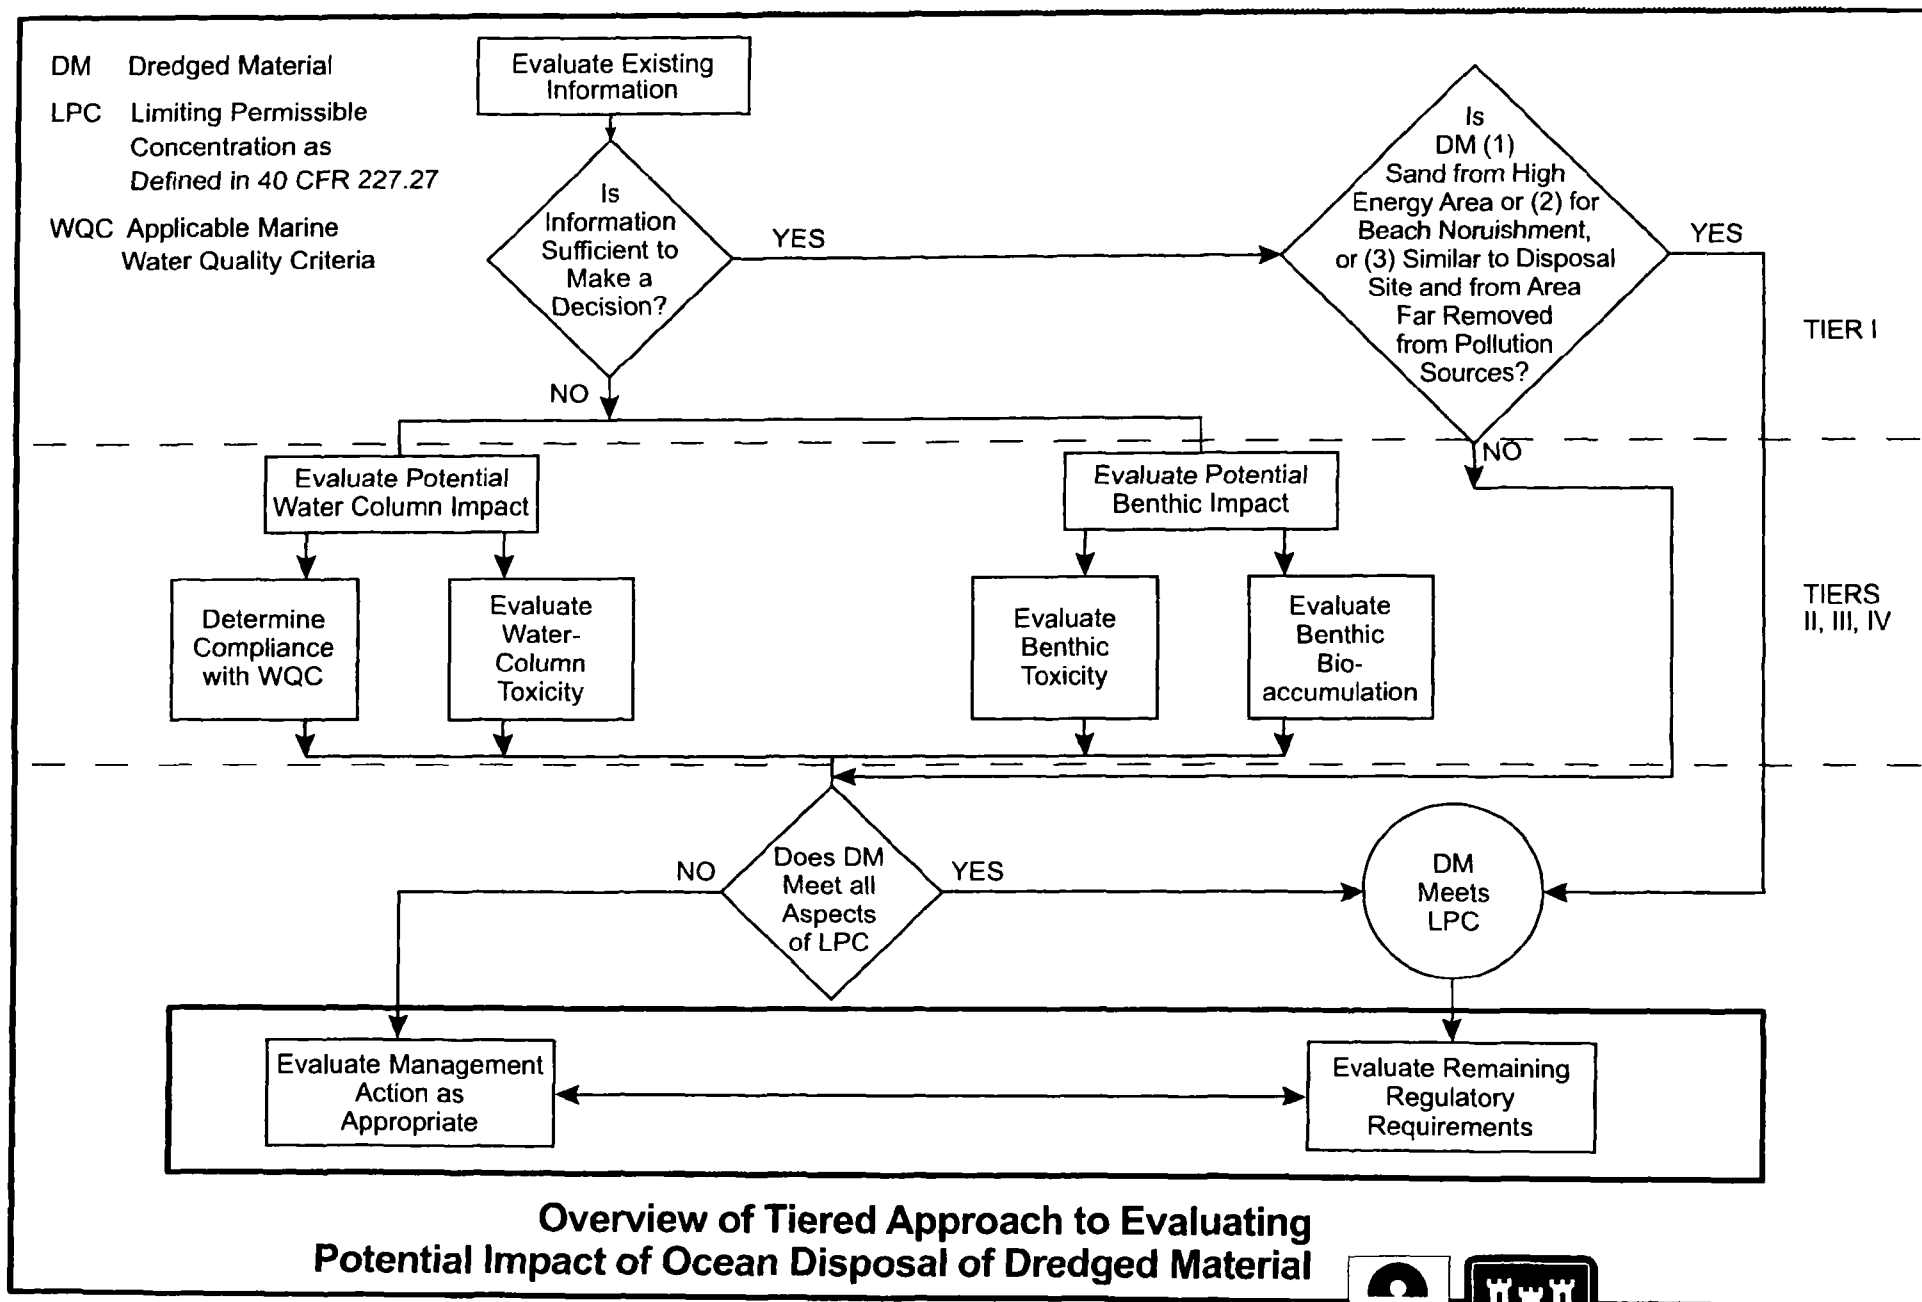 DM Dredged Material
LPC Limiting Permissible
Concentration as
Defined in 40 CFR 227.27
WQC Applicable Marine
Water Quality Criteria
Evaluate Existing
Information
Is
Information
Sufficient to
Make a
Decision?
YES
NO
Is
DM (1)
Sand from High
Energy Area or (2) for
Beach Noruishment,
or (3) Similar to Disposal
Site and from Area
Far Removed
from Pollution
Sources?
YES
NO
TIER I
Evaluate Potential
Water Column Impact
Evaluate Potential
Benthic Impact
Determine
Compliance
with WQC
Evaluate
Water-
Column
Toxicity
Evaluate
Benthic
Toxicity
Evaluate
Benthic
Bio-
accumulation
TIERS
II, III, IV
Does DM
Meet all
Aspects
of LPC
NO
YES
DM
Meets
LPC
Evaluate Management
Action as
Appropriate
Evaluate Remaining
Regulatory
Requirements
Overview of Tiered Approach to Evaluating
Potential Impact of Ocean Disposal of Dredged Material